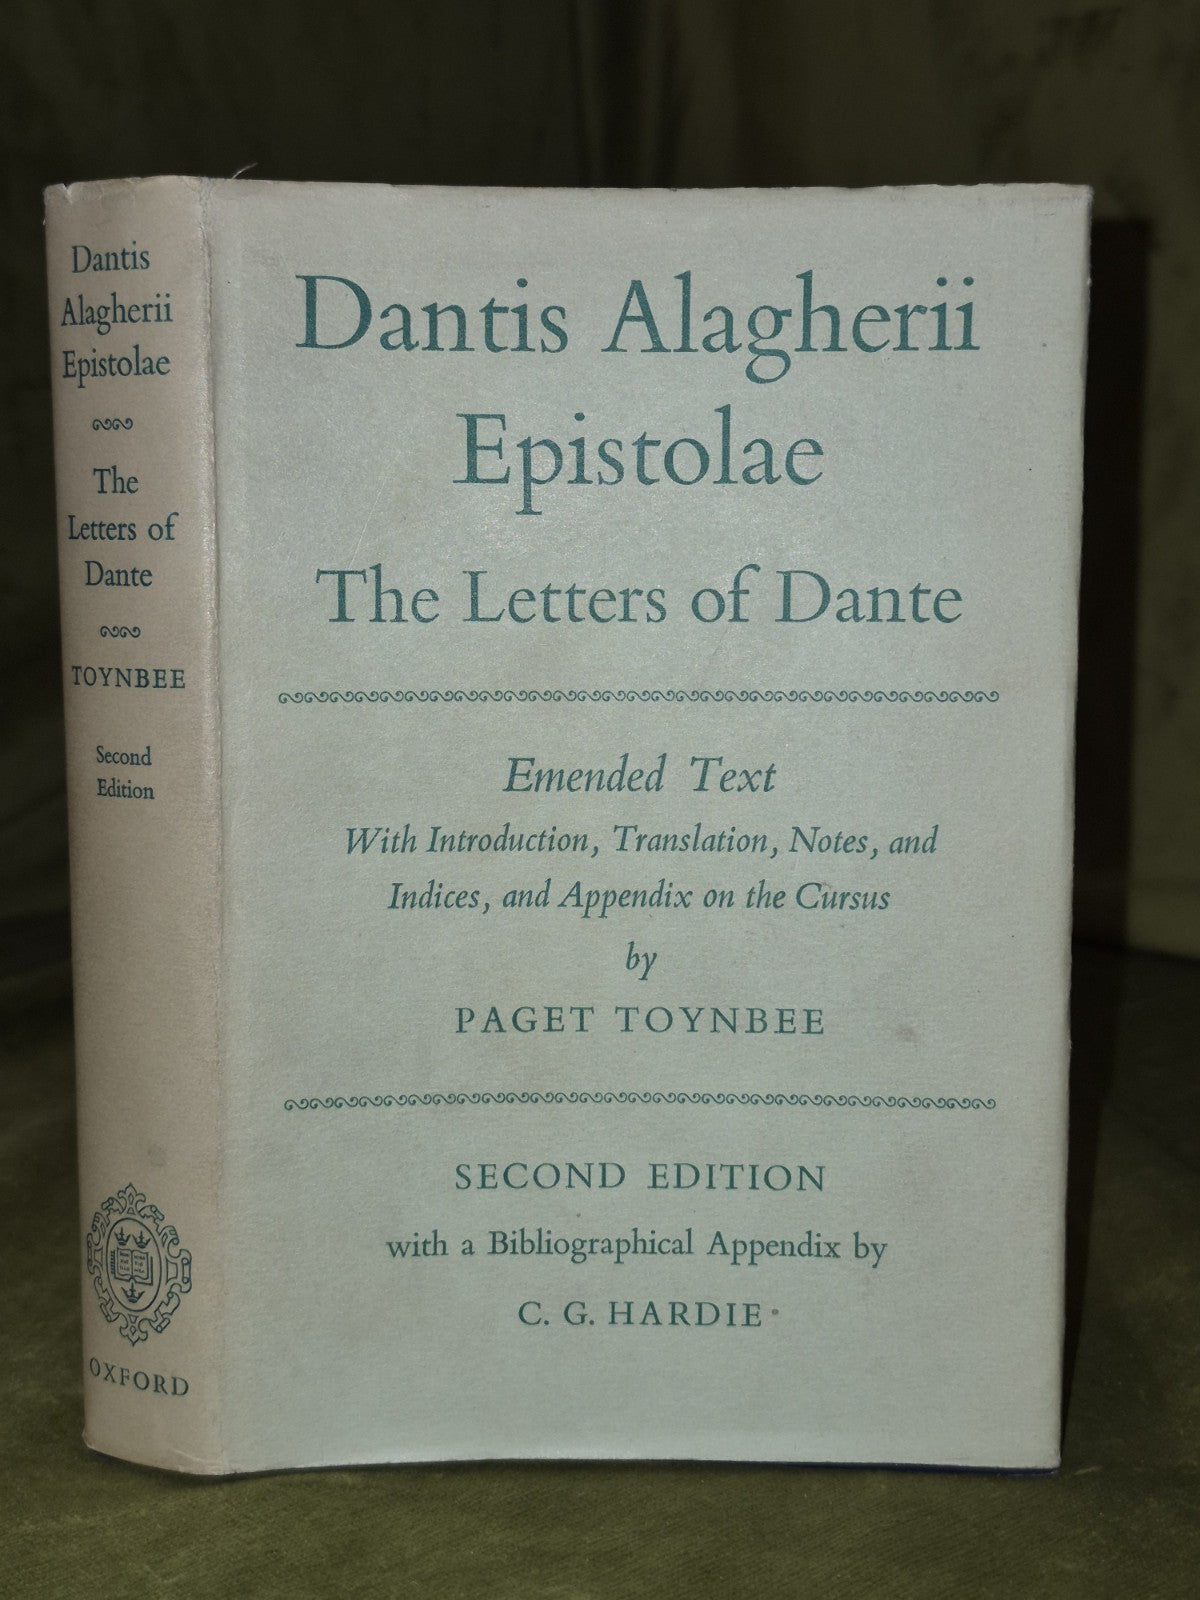 Dantis
Alagherii
Epistolae
The
Letters of
Dante
TOYNBEE
Second
Edition
OXFORD
Dantis Alagherii
Epistolae
The Letters of Dante
Emended Text
With Introduction, Translation, Notes, and
Indices, and Appendix on the Cursus
by
PAGET TOYNBEE
SECOND EDITION
with a Bibliographical Appendix by
C. G. HARDIE